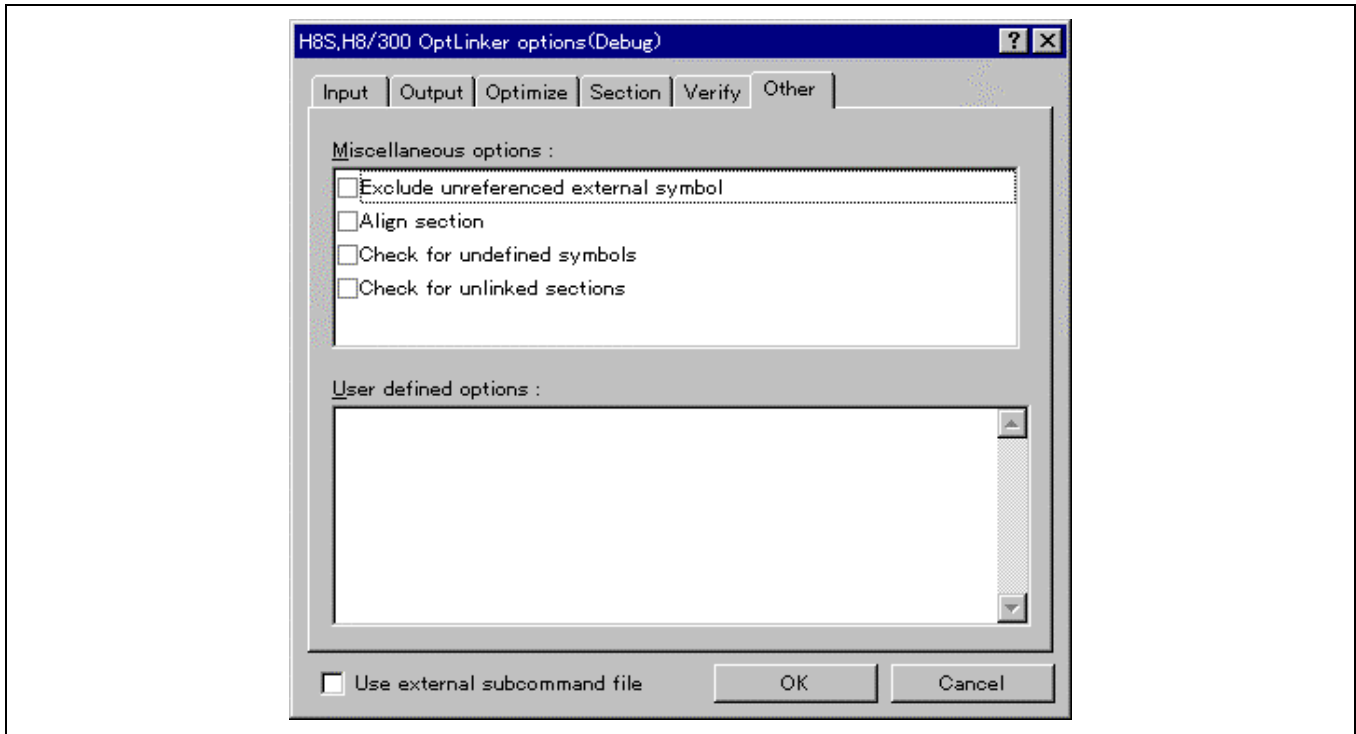 H8S,H8/300 OptLinker options(Debug)
Input Output Optimize Section Verify Other
Miscellaneous options :
Exclude unreferenced external symbol
Align section
Check for undefined symbols
Check for unlinked sections
User defined options :
Use external subcommand file OK Cancel